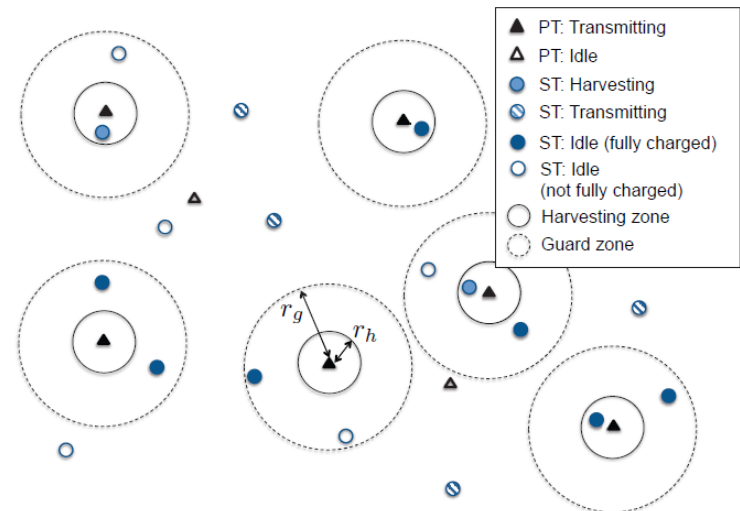 PT: Transmitting
PT: Idle
ST: Harvesting
ST: Transmitting
ST: Idle (fully charged)
ST: Idle
(not fully charged)
Harvesting zone
Guard zone
r_g
r_h